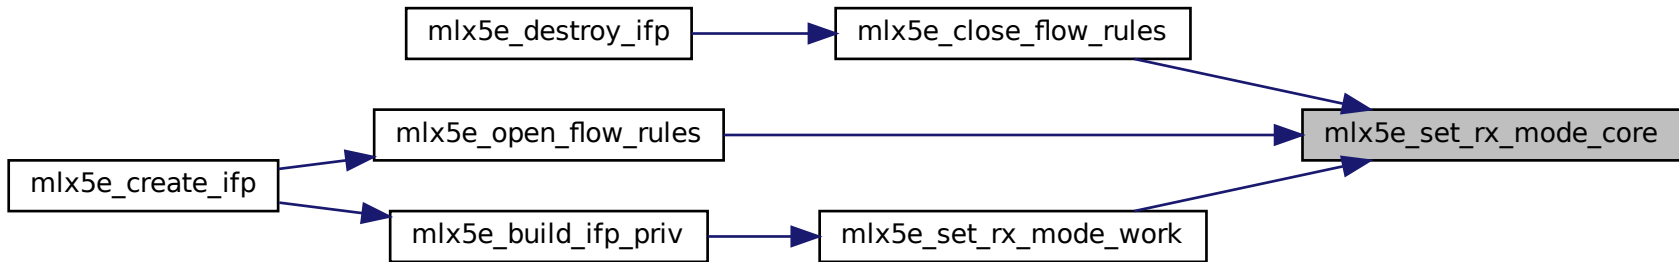 mlx5e_destroy_ifp
mlx5e_close_flow_rules
mlx5e_open_flow_rules
mlx5e_set_rx_mode_core
mlx5e_create_ifp
mlx5e_build_ifp_priv
mlx5e_set_rx_mode_work